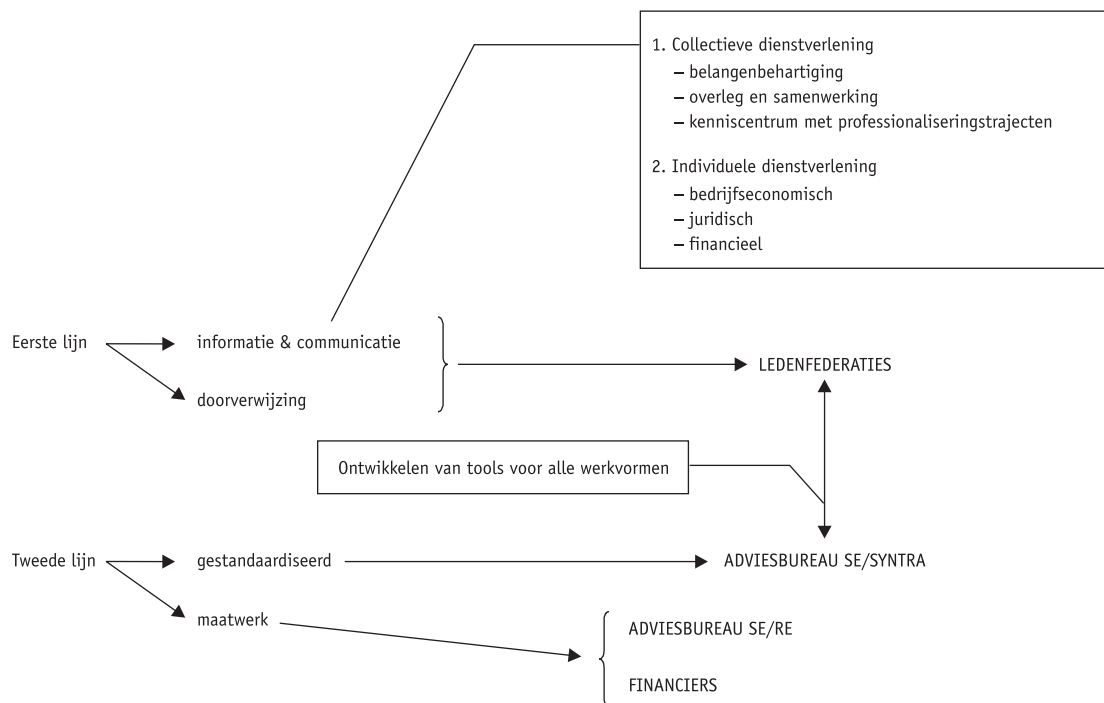 1. Collectieve dienstverlening
– belangenbehartiging
– overleg en samenwerking
– kenniscentrum met professionaliseringstrajecten
2. Individuele dienstverlening
– bedrijfseconomisch
– juridisch
– financieel
Eerste lijn
informatie & communicatie
LEDENFEDERATIES
doorverwijzing
Ontwikkelen van tools voor alle werkvormen
Tweede lijn
gestandaardiseerd
ADVIESBUREAU SE/SYNTRA
maatwerk
ADVIESBUREAU SE/RE
FINANCIERS